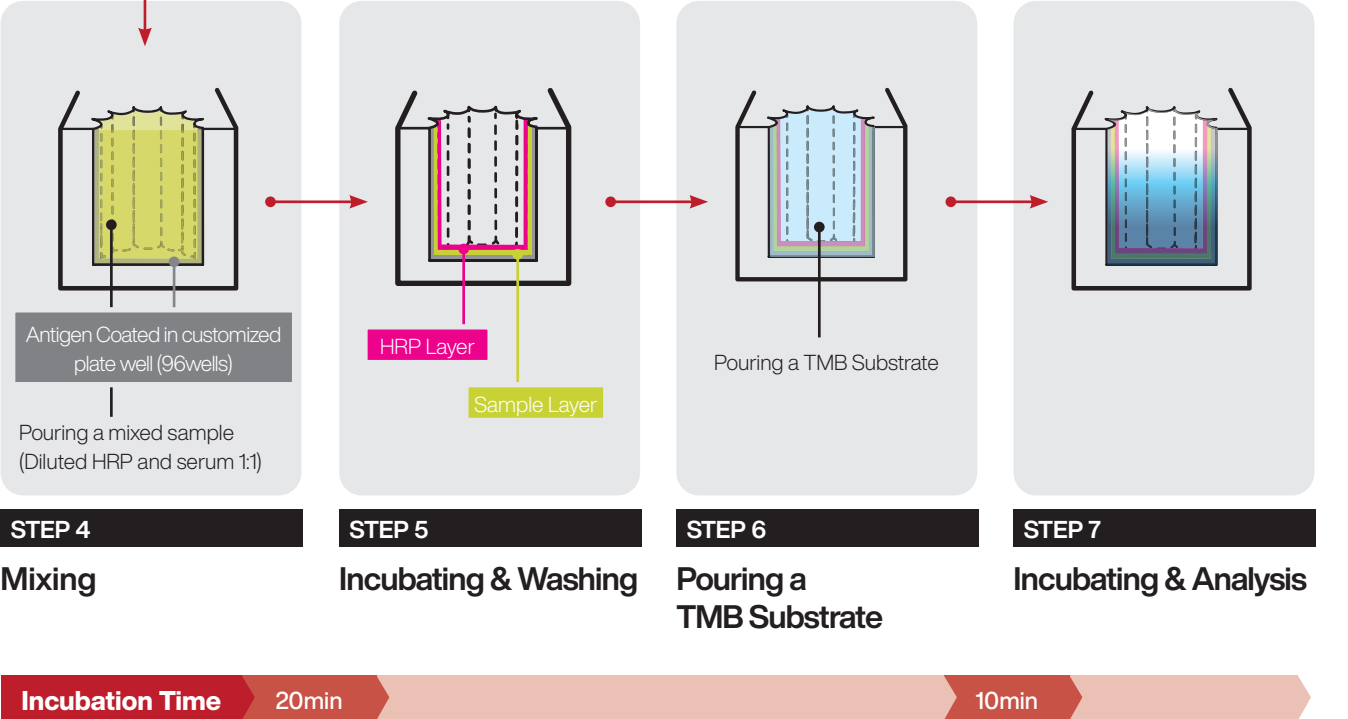 Antigen Coated in customized
plate well (96wells)
Pouring a mixed sample
(Diluted HRP and serum 1:1)
HRP Layer
Sample Layer
Pouring a TMB Substrate
STEP 4
Mixing
STEP 5
Incubating & Washing
STEP 6
Pouring a
TMB Substrate
STEP 7
Incubating & Analysis
Incubation Time
20min
10min